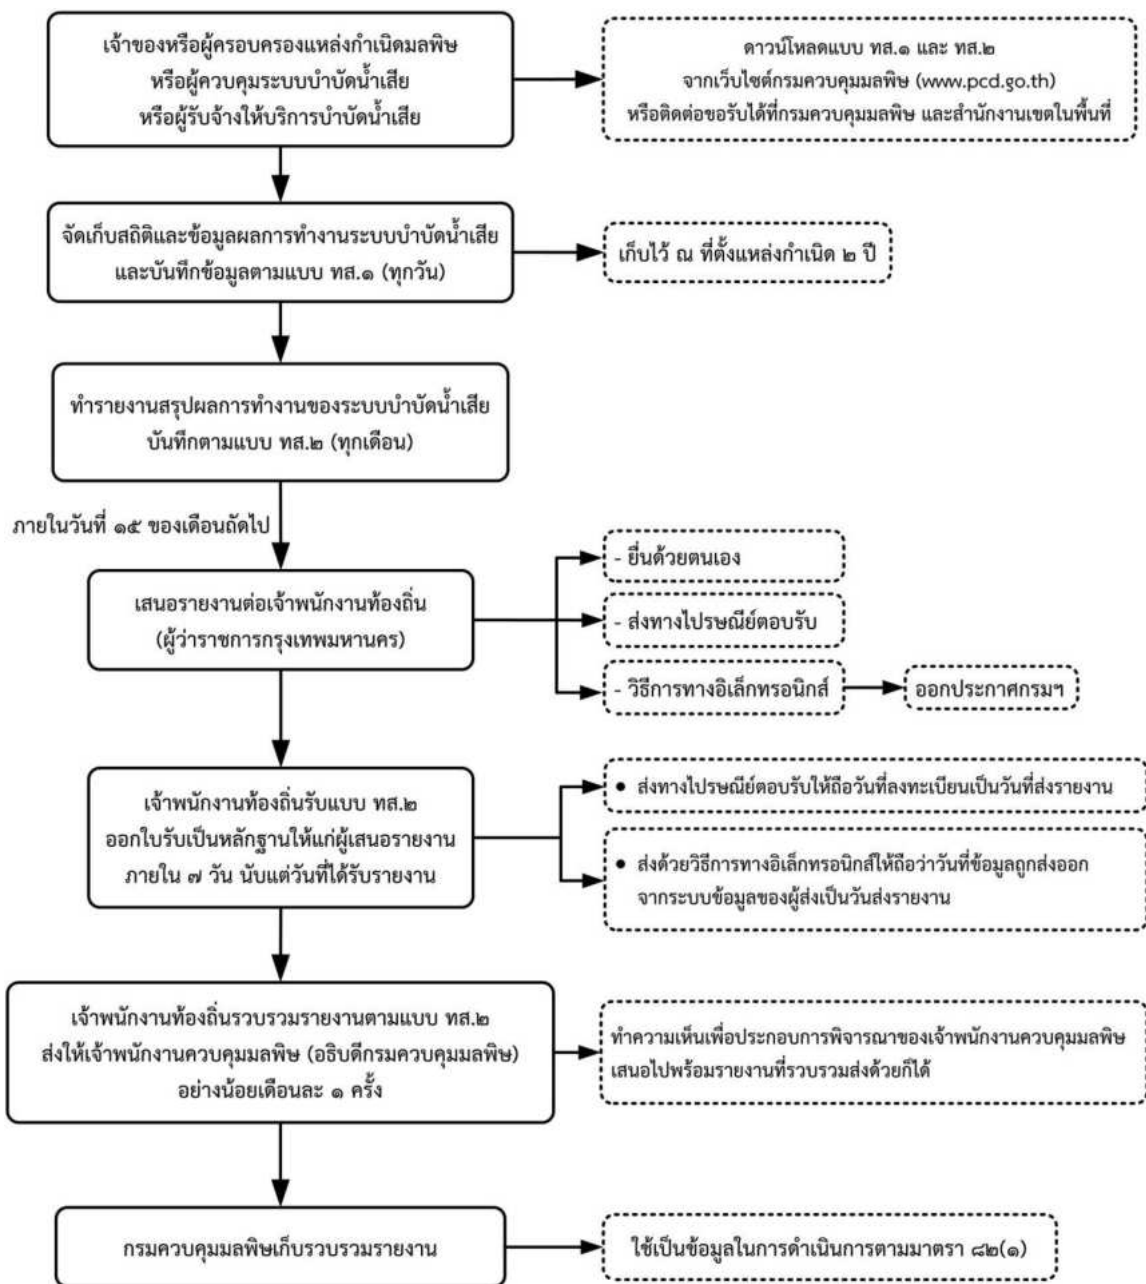 เจ้าของหรือผู้ครอบครองแหล่งกำเนิดมลพิษ
หรือผู้ควบคุมระบบบำบัดน้ำเสีย
หรือผู้รับจ้างให้บริการบำบัดน้ำเสีย
ดาวน์โหลดแบบ ทส.๑ และ ทส.๒
จากเว็บไซต์กรมควบคุมมลพิษ (www.pcd.go.th)
หรือติดต่อขอรับได้ที่กรมควบคุมมลพิษ และสำนักงานเขตในพื้นที่
จัดเก็บสถิติและข้อมูลผลการทำงานระบบบำบัดน้ำเสีย
และบันทึกข้อมูลตามแบบ ทส.๑ (ทุกวัน)
เก็บไว้ ณ ที่ตั้งแหล่งกำเนิด ๒ ปี
ทำรายงานสรุปผลการทำงานของระบบบำบัดน้ำเสีย
บันทึกตามแบบ ทส.๒ (ทุกเดือน)
ภายในวันที่ ๑๕ ของเดือนถัดไป
เสนอรายงานต่อเจ้าพนักงานท้องถิ่น
(ผู้ว่าราชการกรุงเทพมหานคร)
- ยื่นด้วยตนเอง
- ส่งทางไปรษณีย์ตอบรับ
- วิธีการทางอิเล็กทรอนิกส์
ออกประกาศกรมฯ
เจ้าพนักงานท้องถิ่นรับแบบ ทส.๒
ออกใบรับเป็นหลักฐานให้แก่ผู้เสนอรายงาน
ภายใน ๗ วัน นับแต่วันที่ได้รับรายงาน
• ส่งทางไปรษณีย์ตอบรับให้ถือวันที่ลงทะเบียนเป็นวันที่ส่งรายงาน
• ส่งด้วยวิธีการทางอิเล็กทรอนิกส์ให้ถือว่าวันที่ข้อมูลถูกส่งออก
จากระบบข้อมูลของผู้ส่งเป็นวันส่งรายงาน
เจ้าพนักงานท้องถิ่นรวบรวมรายงานตามแบบ ทส.๒
ส่งให้เจ้าพนักงานควบคุมมลพิษ (อธิบดีกรมควบคุมมลพิษ)
อย่างน้อยเดือนละ ๑ ครั้ง
ทำความเห็นเพื่อประกอบการพิจารณาของเจ้าพนักงานควบคุมมลพิษ
เสนอไปพร้อมรายงานที่รวบรวมส่งด้วยก็ได้
กรมควบคุมมลพิษเก็บรวบรวมรายงาน
ใช้เป็นข้อมูลในการดำเนินการตามมาตรา ๘๒(๑)